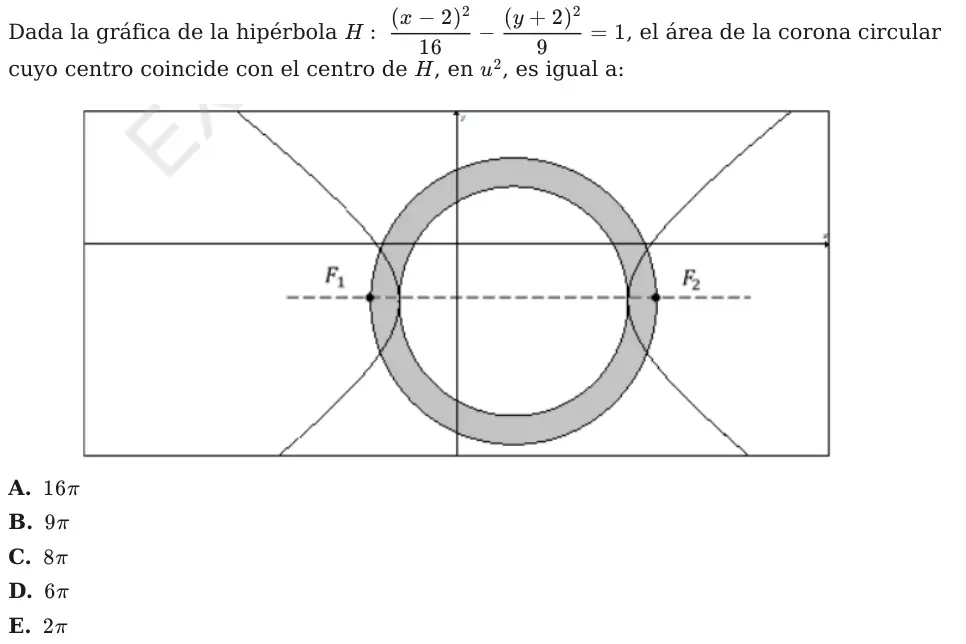 Dada la gráfica de la hipérbola H : (x − 2)² / 16 − (y + 2)² / 9 = 1, el área de la corona circular
cuyo centro coincide con el centro de H, en u², es igual a:
y
x
F₁
F₂
A. 16π
B. 9π
C. 8π
D. 6π
E. 2π